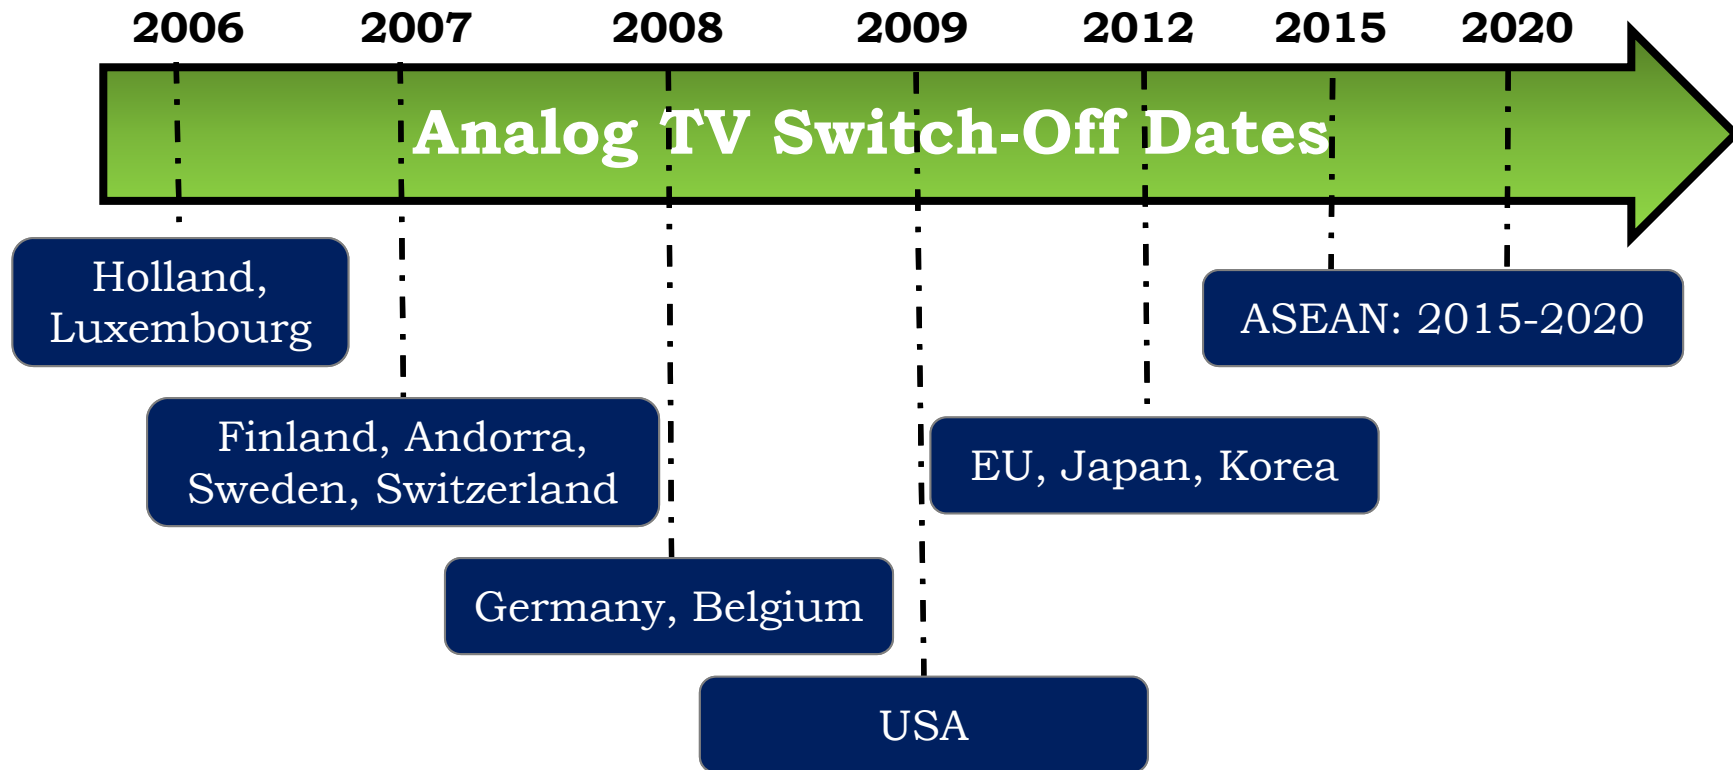 2006 2007 2008 2009 2012 2015 2020
Analog TV Switch-Off Dates
Holland,
Luxembourg
ASEAN: 2015-2020
Finland, Andorra,
Sweden, Switzerland
EU, Japan, Korea
Germany, Belgium
USA